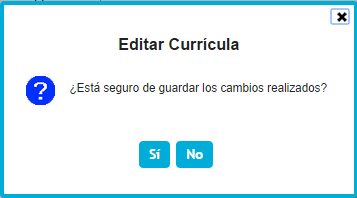 Editar Currícula
¿Está seguro de guardar los cambios realizados?
Sí No